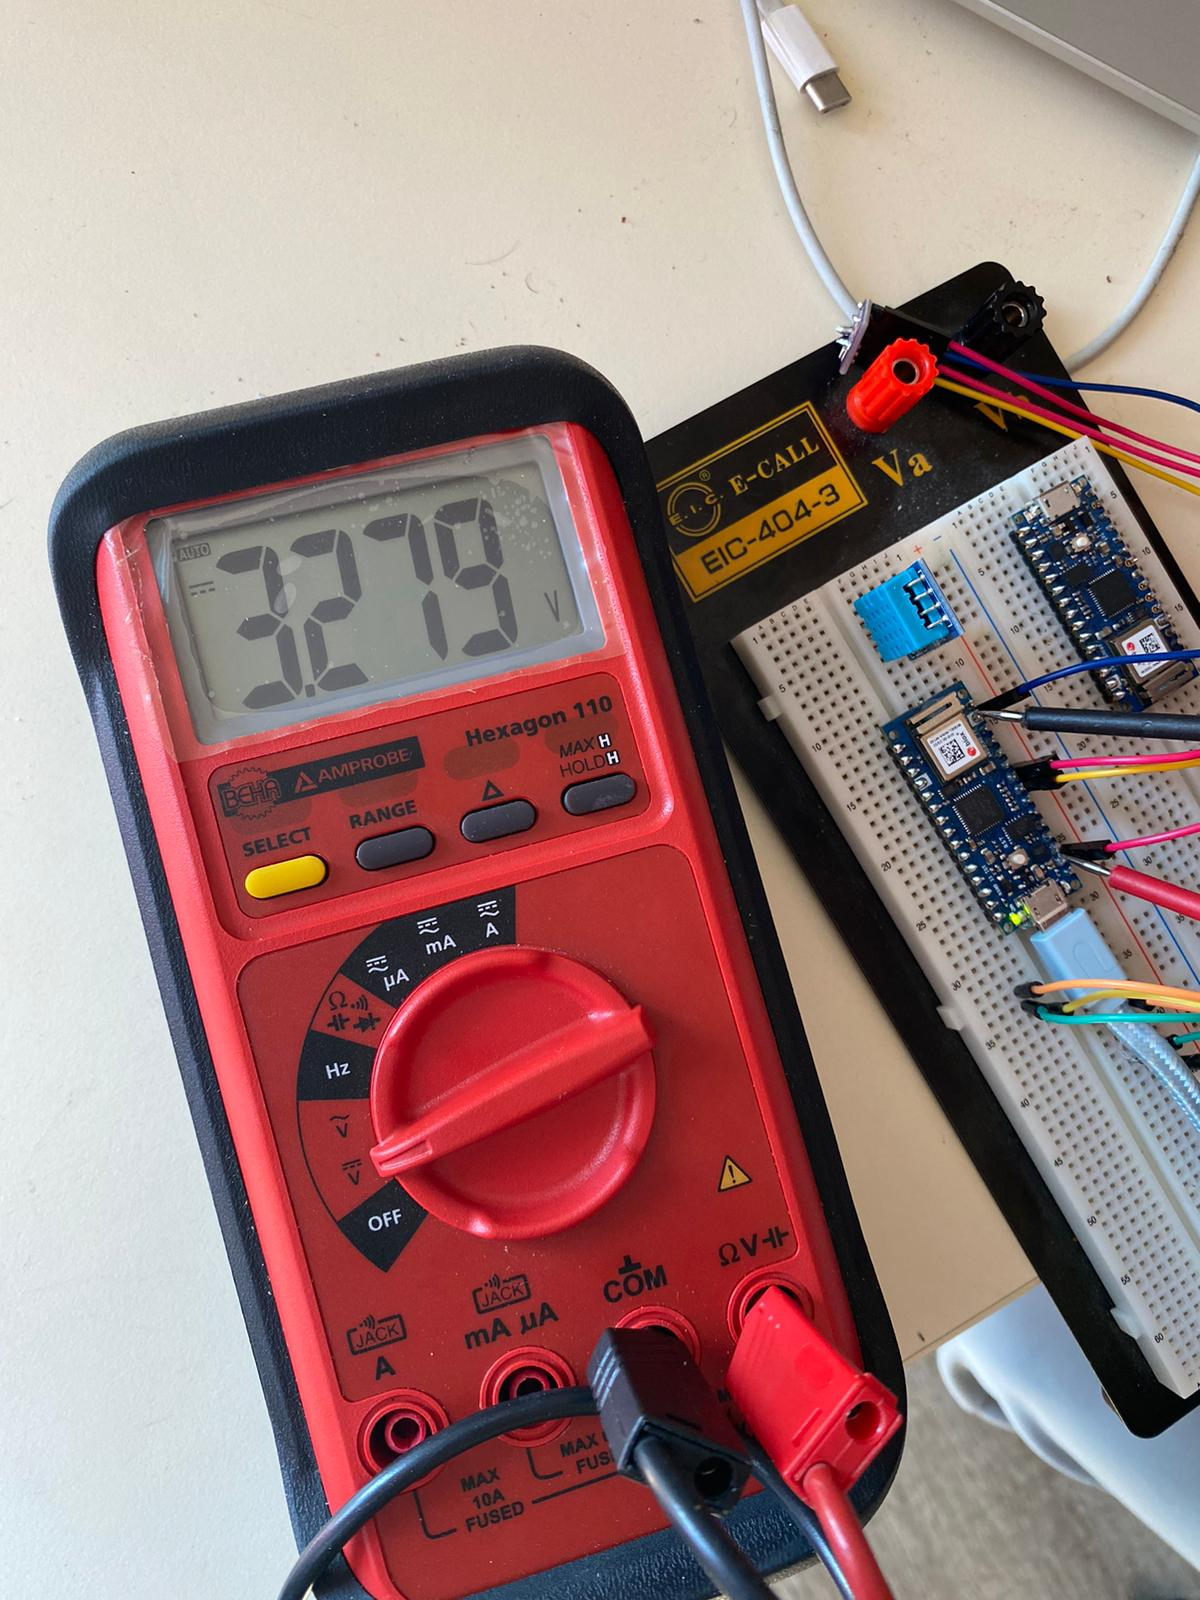 AUTO
3.279 V
BEHA AMPROBE
Hexagon 110
MAX H
HOLD H
SELECT
RANGE
Δ
A
mA
µA
Ω
Hz
V
V
OFF
JACK
A
JACK
mA µA
COM
Ω V
MAX
10A
FUSED
MAX
E.I.C. ® E-CALL
EIC-404-3
Va